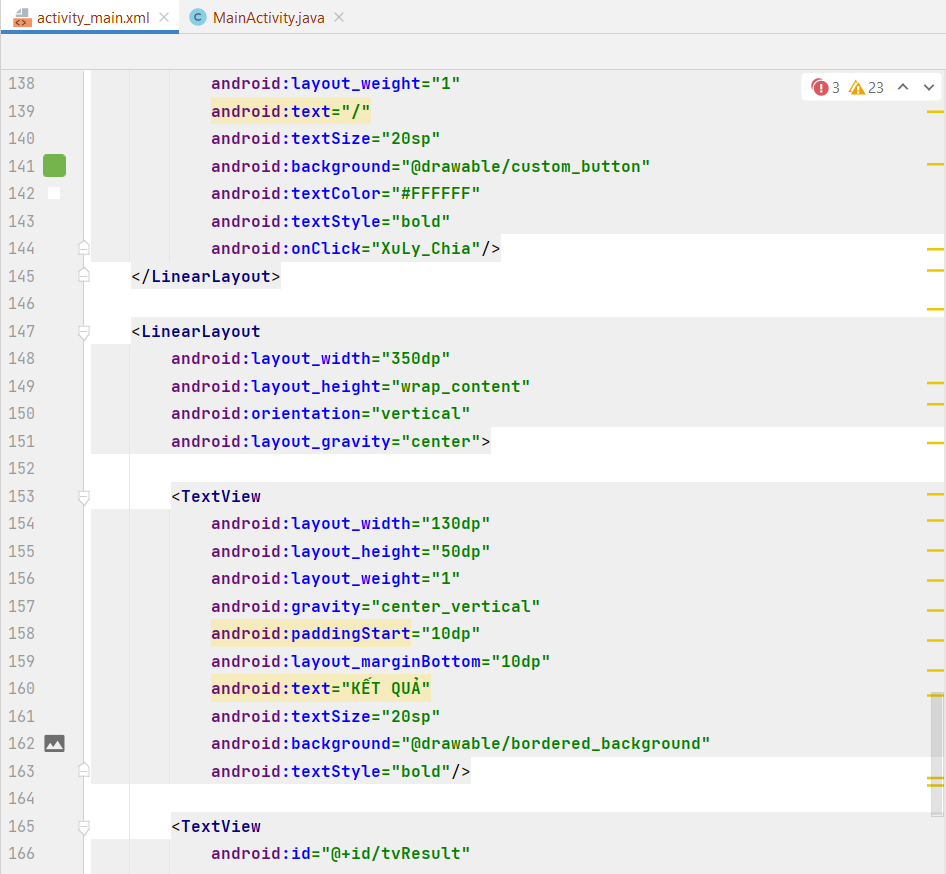 activity_main.xml MainActivity.java
3 23
138 android:layout_weight="1"
139 android:text="/"
140 android:textSize="20sp"
141 android:background="@drawable/custom_button"
142 android:textColor="#FFFFFF"
143 android:textStyle="bold"
144 android:onClick="XuLy_Chia"/>
145 </LinearLayout>
146
147 <LinearLayout
148 android:layout_width="350dp"
149 android:layout_height="wrap_content"
150 android:orientation="vertical"
151 android:layout_gravity="center">
152
153 <TextView
154 android:layout_width="130dp"
155 android:layout_height="50dp"
156 android:layout_weight="1"
157 android:gravity="center_vertical"
158 android:paddingStart="10dp"
159 android:layout_marginBottom="10dp"
160 android:text="KẾT QUẢ"
161 android:textSize="20sp"
162 android:background="@drawable/bordered_background"
163 android:textStyle="bold"/>
164
165 <TextView
166 android:id="@+id/tvResult"